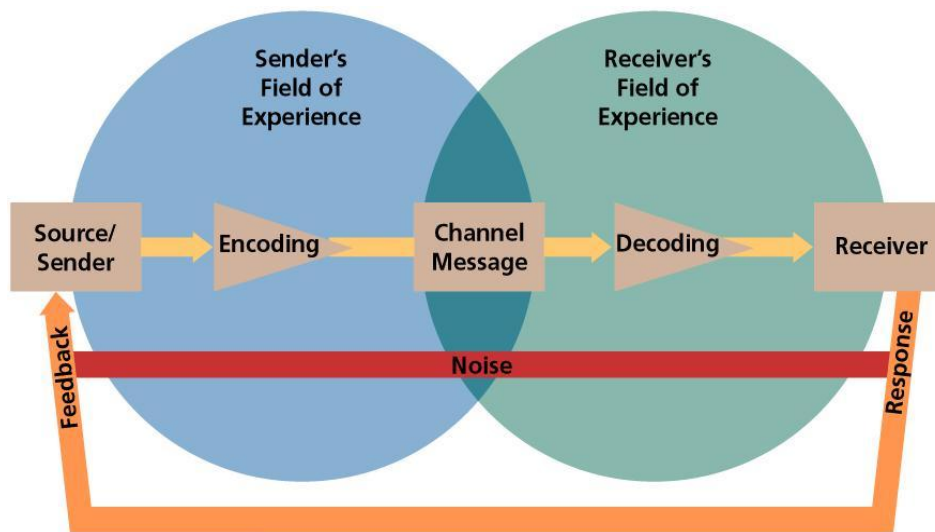 Sender’s
Field of
Experience
Receiver’s
Field of
Experience
Source/
Sender
Encoding
Channel
Message
Decoding
Receiver
Noise
Feedback
Response